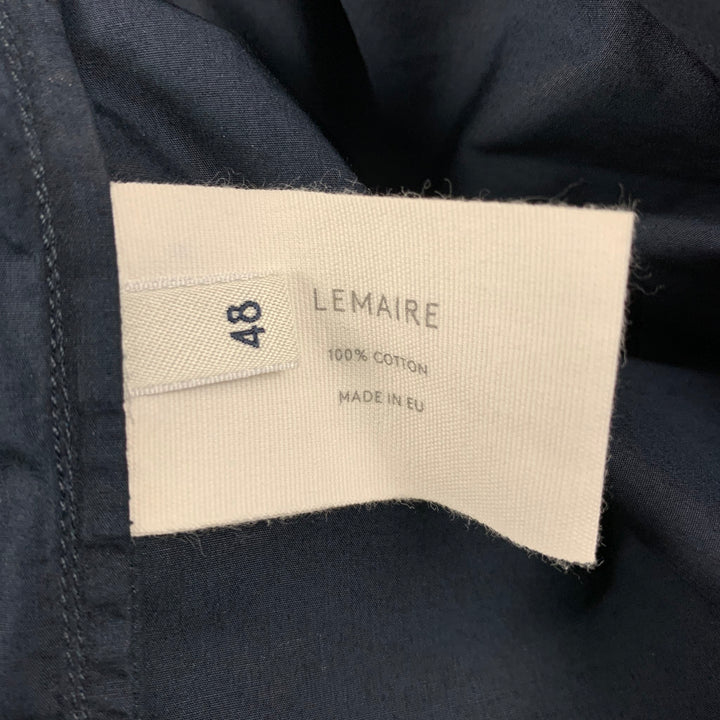 48
LEMAIRE
100% COTTON
MADE IN EU